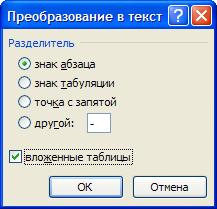 Преобразование в текст
Разделитель
знак абзаца
знак табуляции
точка с запятой
другой: -
вложенные таблицы
ОК Отмена